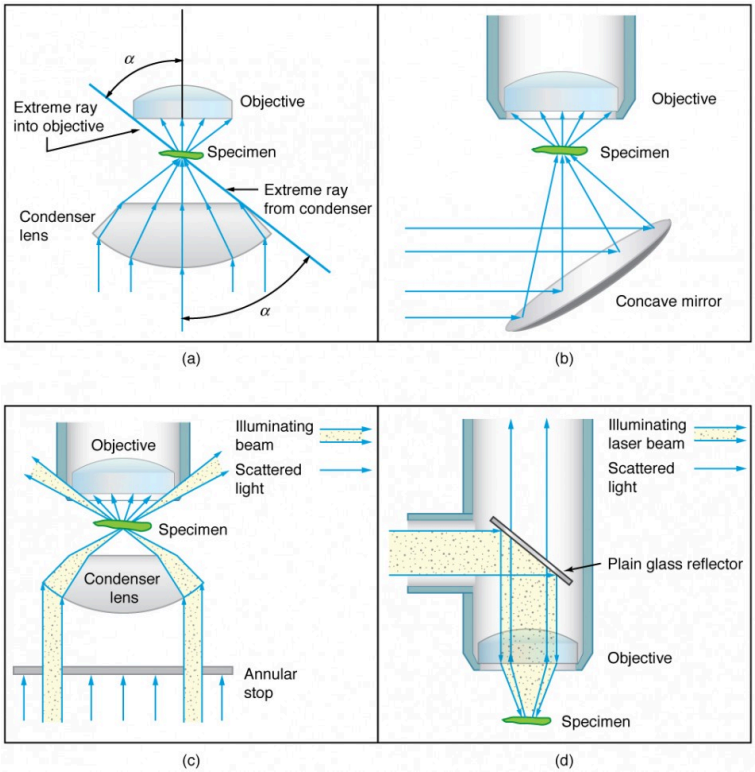 α
Objective
Extreme ray
into objective
Specimen
Extreme ray
from condenser
Condenser
lens
α
(a)
Objective
Specimen
Concave mirror
(b)
Objective
Illuminating
beam
Scattered
light
Specimen
Condenser
lens
Annular
stop
(c)
Illuminating
laser beam
Scattered
light
Plain glass reflector
Objective
Specimen
(d)